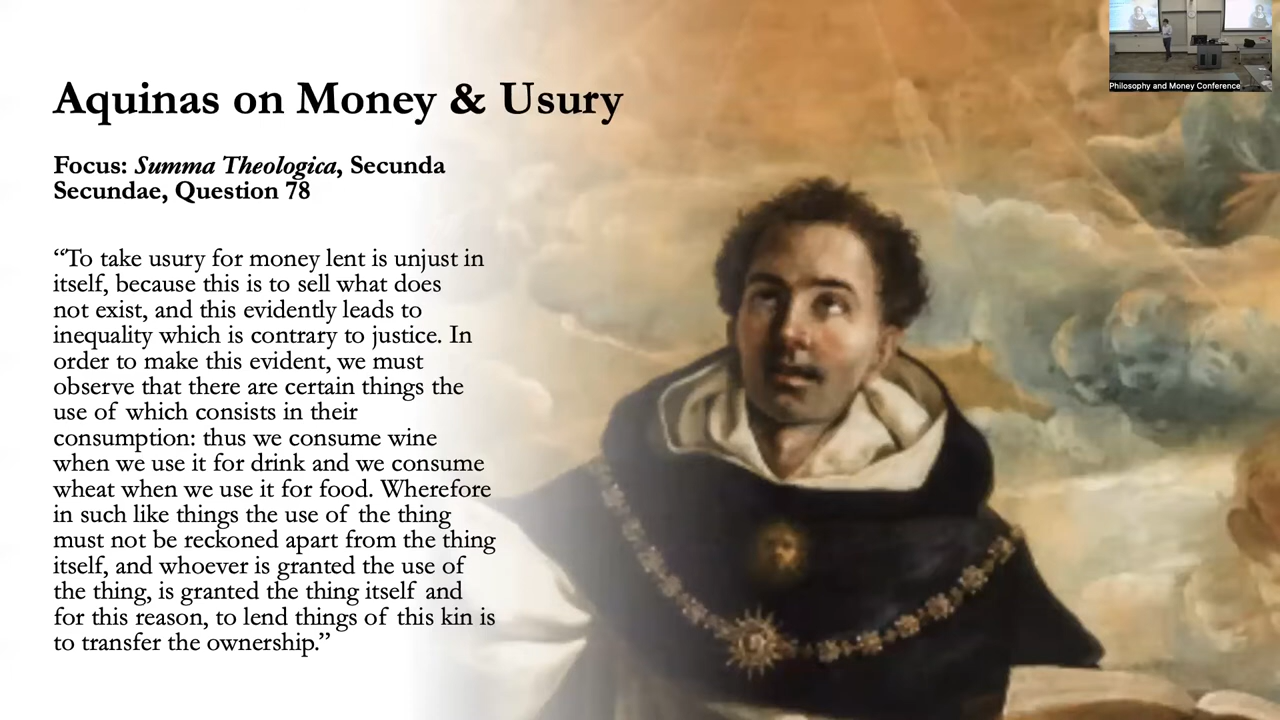 Aquinas on Money & Usury
Focus: Summa Theologica, Secunda
Secundae, Question 78
“To take usury for money lent is unjust in
itself, because this is to sell what does
not exist, and this evidently leads to
inequality which is contrary to justice. In
order to make this evident, we must
observe that there are certain things the
use of which consists in their
consumption: thus we consume wine
when we use it for drink and we consume
wheat when we use it for food. Wherefore
in such like things the use of the thing
must not be reckoned apart from the thing
itself, and whoever is granted the use of
the thing, is granted the thing itself and
for this reason, to lend things of this kin is
to transfer the ownership.”
Philosophy and Money Conference